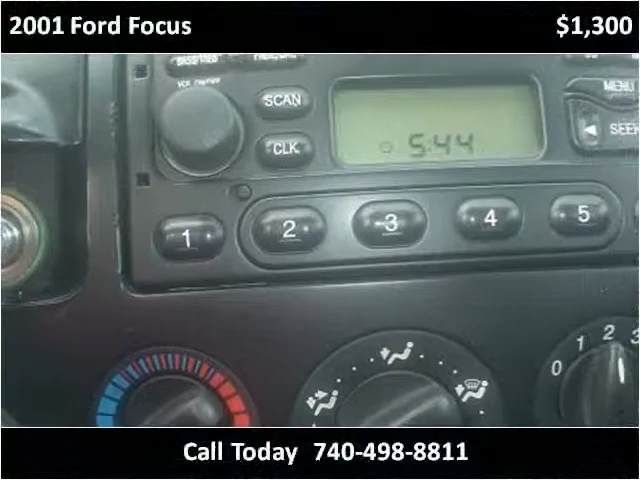 2001 Ford Focus $1,300
MENU
SCAN
CLK
5:44
SEEK
1 2 3 4 5
0 1 2 3
Call Today 740-498-8811